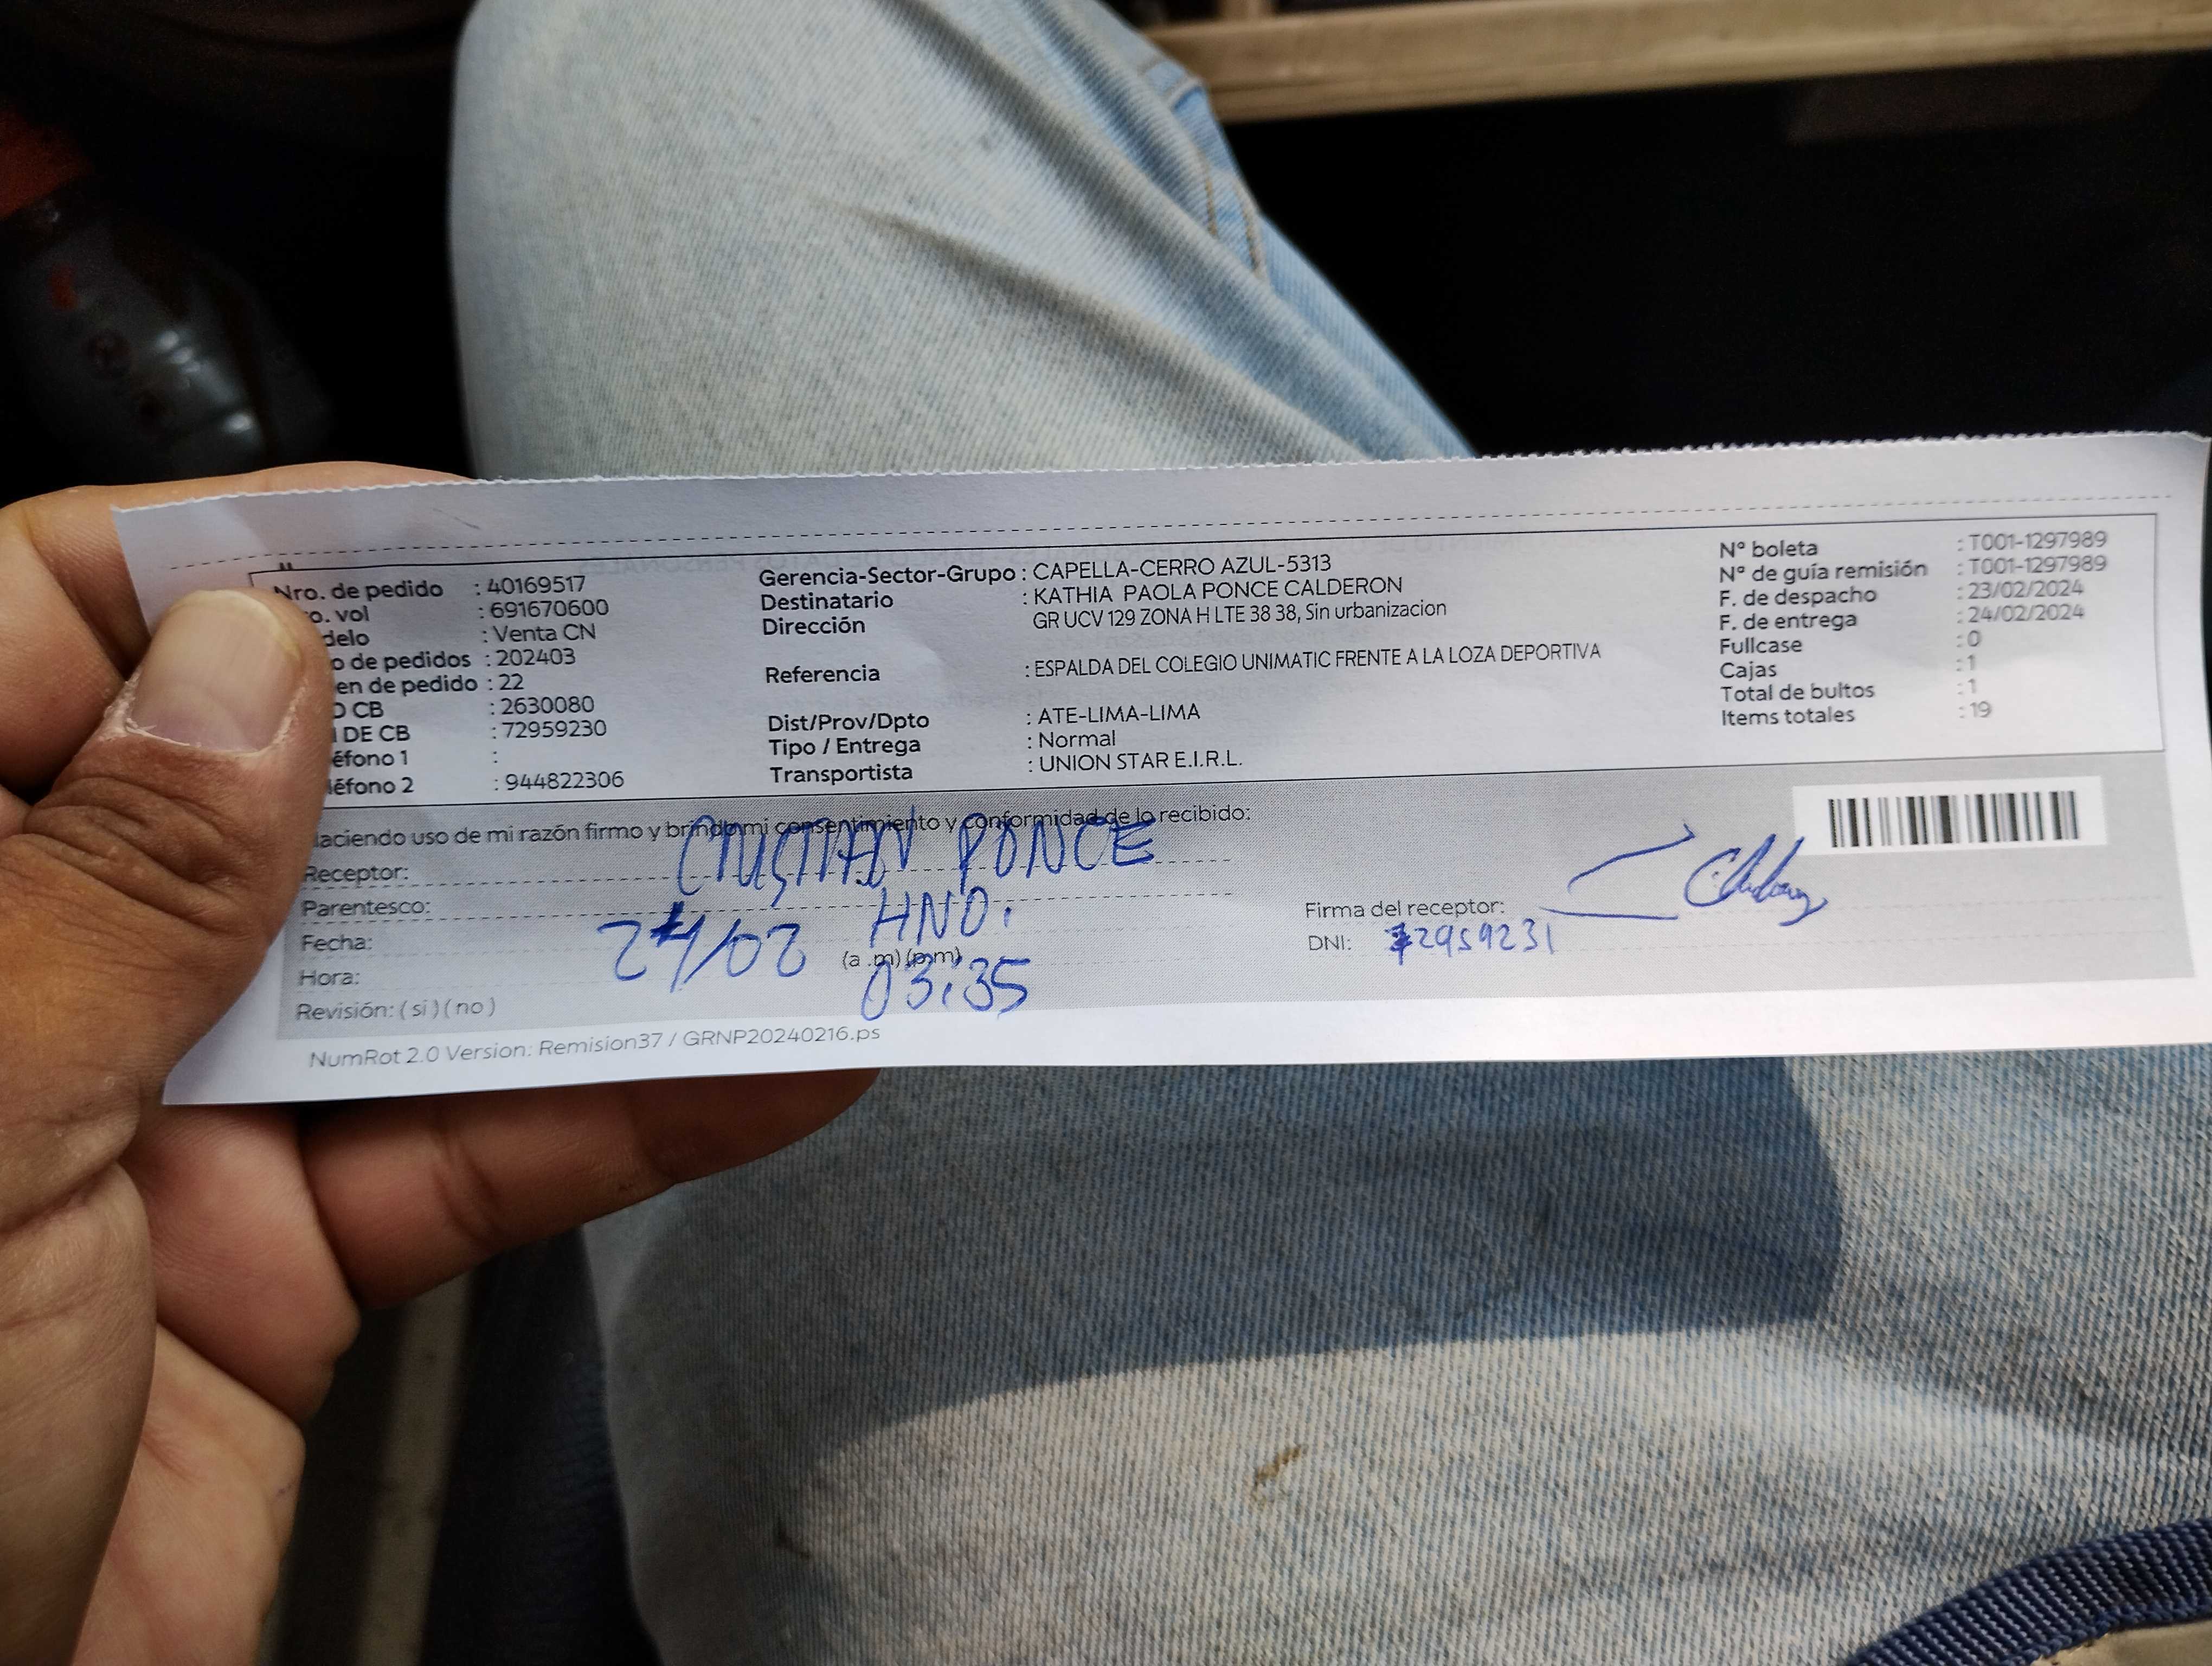 Nro. de pedido : 40169517
o. vol : 691670600
delo : Venta CN
o de pedidos : 202403
en de pedido : 22
O CB : 2630080
I DE CB : 72959230
éfono 1 :
léfono 2 : 944822306
Gerencia-Sector-Grupo : CAPELLA-CERRO AZUL-5313
Destinatario : KATHIA PAOLA PONCE CALDERON
Dirección GR UCV 129 ZONA H LTE 38 38, Sin urbanizacion
Referencia : ESPALDA DEL COLEGIO UNIMATIC FRENTE A LA LOZA DEPORTIVA
Dist/Prov/Dpto : ATE-LIMA-LIMA
Tipo / Entrega : Normal
Transportista : UNION STAR E.I.R.L.
N° boleta : T001-1297989
N° de guía remisión : T001-1297989
F. de despacho : 23/02/2024
F. de entrega : 24/02/2024
Fullcase : 0
Cajas : 1
Total de bultos : 1
Items totales : 19
aciendo uso de mi razón firmo y brindo mi consentimiento y conformidad de lo recibido:
Receptor: CRISTIAN PONCE
Parentesco: HNO.
Fecha: 24/02
Hora: (a .m) (p.m) 03:35
Revisión: ( si ) ( no )
Firma del receptor:
DNI: 72959231
NumRot 2.0 Version: Remision37 / GRNP20240216.ps